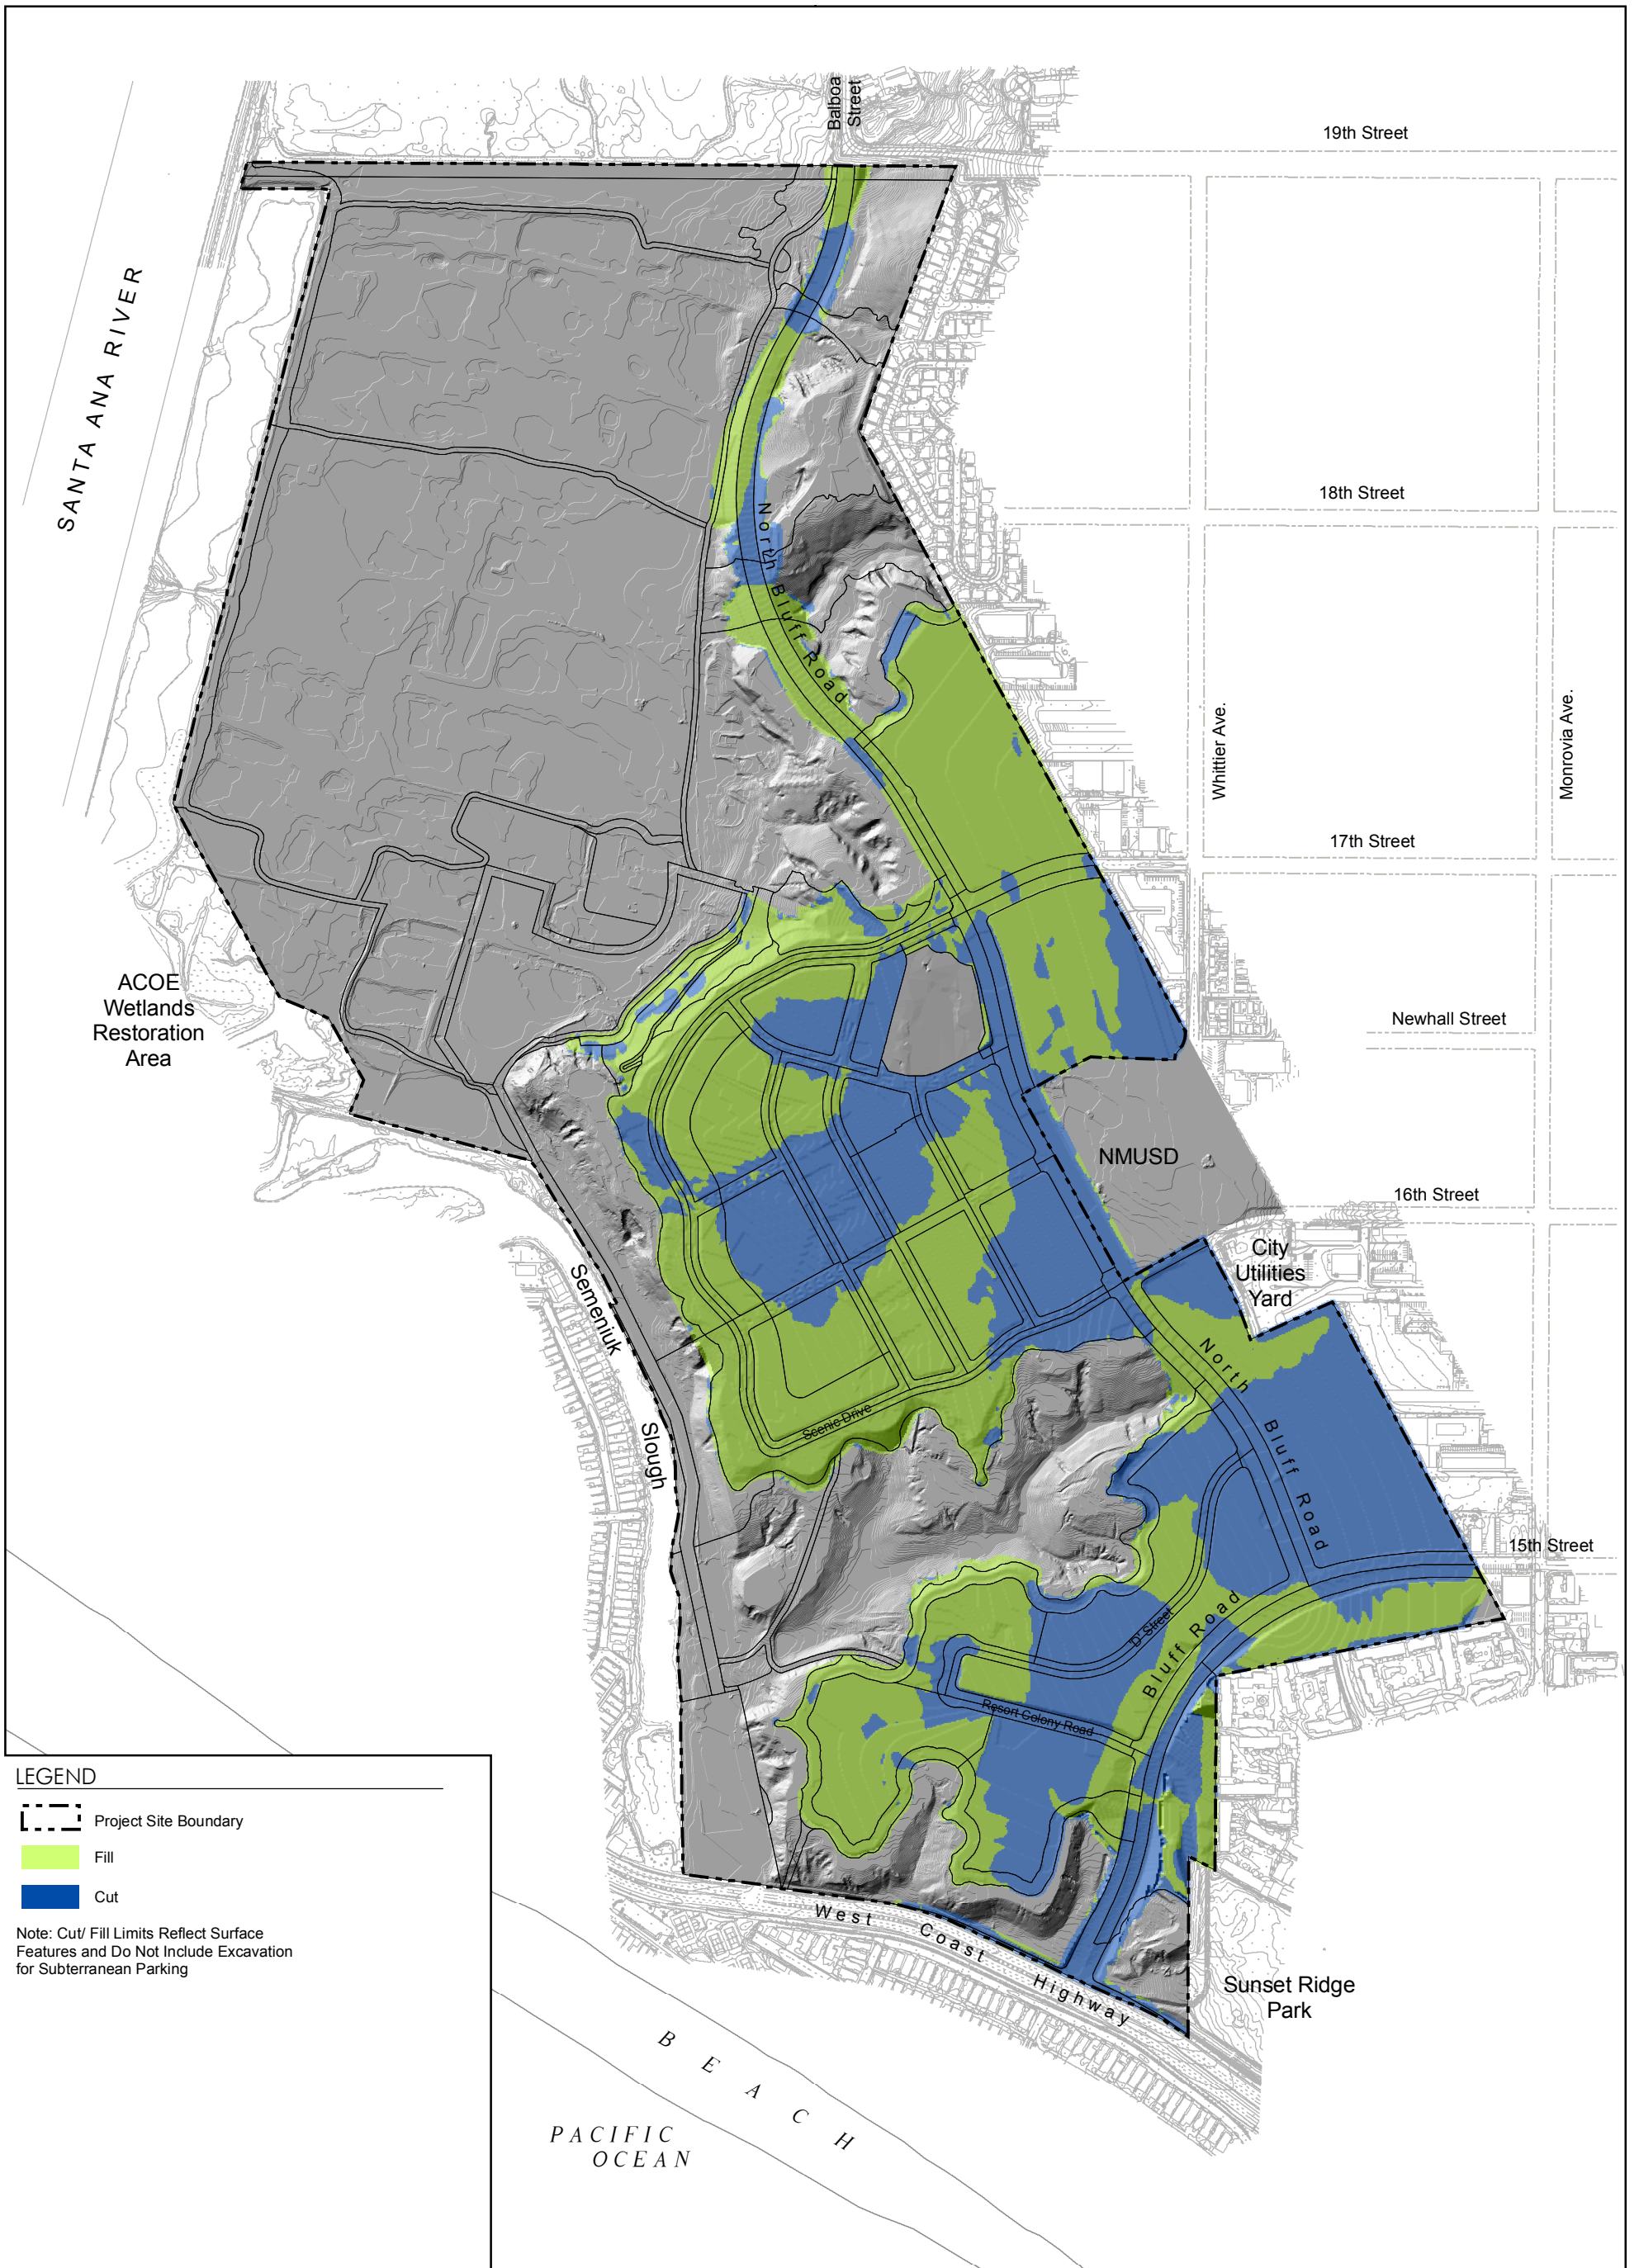 Balboa
Street
19th Street
SANTA ANA RIVER
18th Street
North Bluff Road
Whittier Ave.
Monrovia Ave.
17th Street
ACOE
Wetlands
Restoration
Area
Newhall Street
NMUSD
16th Street
City
Utilities
Yard
Semeniuk
Slough
North Bluff Road
Scenic Drive
15th Street
D' Street
Bluff Road
Resort Colony Road
LEGEND
Project Site Boundary
Fill
Cut
Note: Cut/ Fill Limits Reflect Surface
Features and Do Not Include Excavation
for Subterranean Parking
West Coast Highway
Sunset Ridge
Park
BEACH
PACIFIC
OCEAN